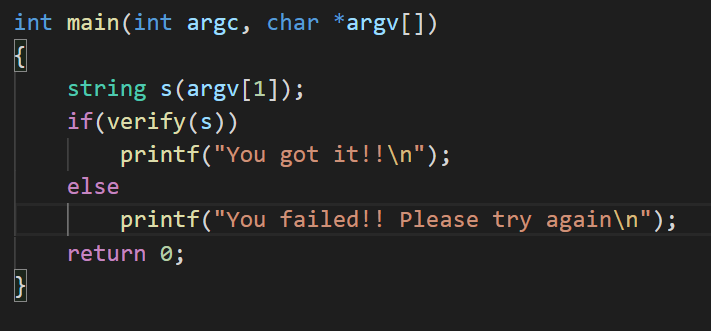 int main(int argc, char *argv[])
{
    string s(argv[1]);
    if(verify(s))
        printf("You got it!!\n");
    else
        printf("You failed!! Please try again\n");
    return 0;
}